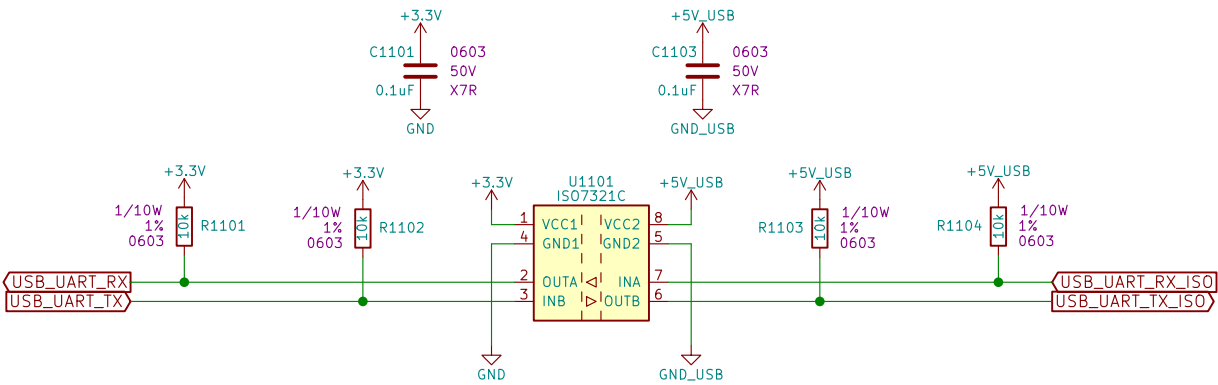 +3.3V
C1101
0603
50V
0.1uF
X7R
GND
+5V_USB
C1103
0603
50V
0.1uF
X7R
GND_USB
+3.3V
1/10W
1%
0603
10k
R1101
+3.3V
1/10W
1%
0603
10k
R1102
+3.3V
U1101
ISO7321C
+5V_USB
1 VCC1 VCC2 8
4 GND1 GND2 5
2 OUTA INA 7
3 INB OUTB 6
GND
GND_USB
+5V_USB
R1103
10k
1/10W
1%
0603
+5V_USB
R1104
10k
1/10W
1%
0603
USB_UART_RX
USB_UART_TX
USB_UART_RX_ISO
USB_UART_TX_ISO